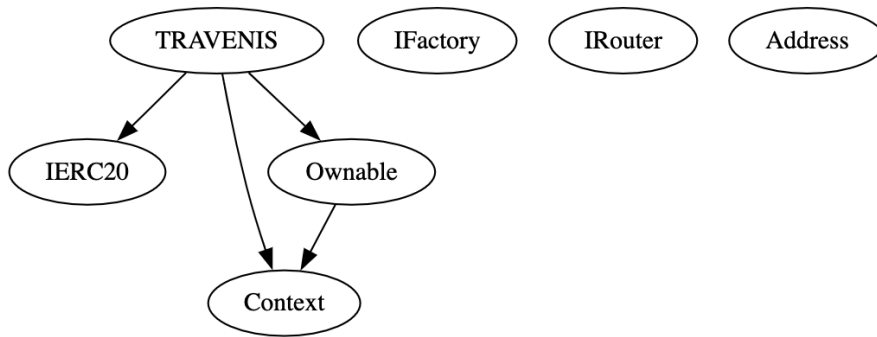 TRAVENIS
IFactory
IRouter
Address
IERC20
Ownable
Context